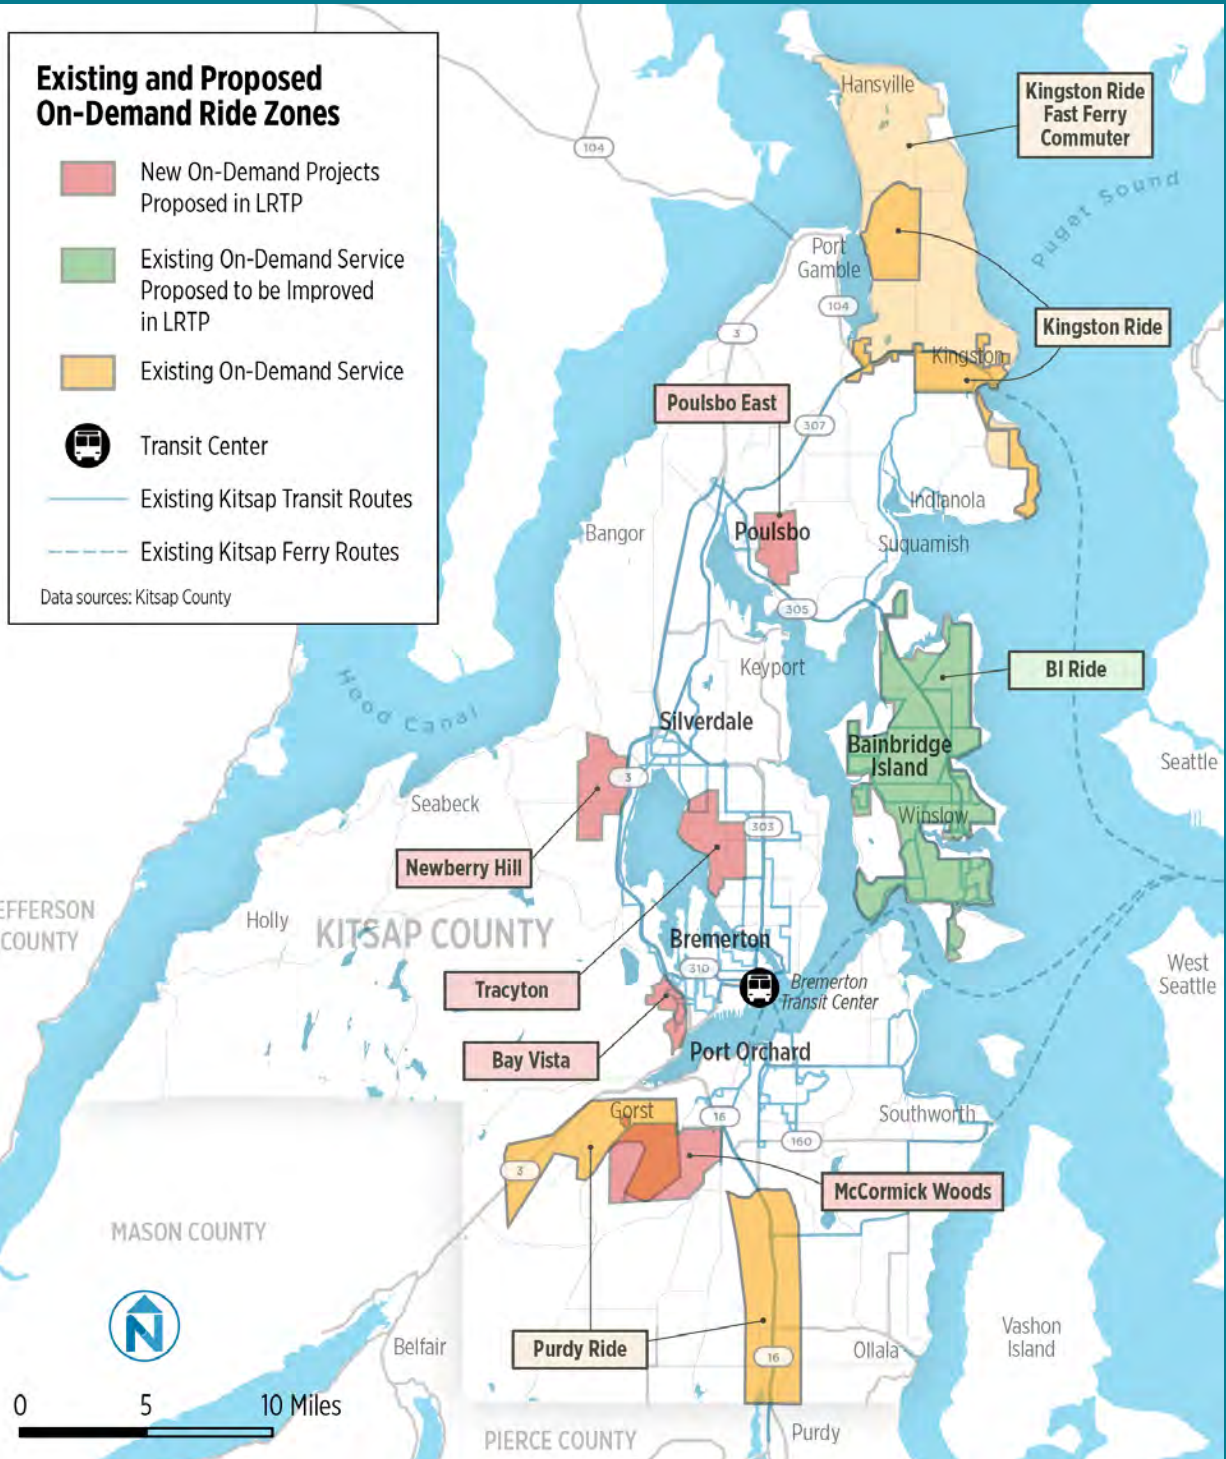 Existing and Proposed
On-Demand Ride Zones
New On-Demand Projects
Proposed in LRTP
Existing On-Demand Service
Proposed to be Improved
in LRTP
Existing On-Demand Service
Transit Center
Existing Kitsap Transit Routes
Existing Kitsap Ferry Routes
Data sources: Kitsap County
Hansville
Kingston Ride
Fast Ferry
Commuter
104
Puget Sound
Port
Gamble
104
3
Kingston Ride
Kingston
Poulsbo East
307
Indianola
Bangor
Poulsbo
Suquamish
305
Keyport
BI Ride
Hood Canal
Silverdale
Bainbridge
Island
Seattle
3
Seabeck
303
Winslow
Newberry Hill
EFFERSON
COUNTY
Holly
KITSAP COUNTY
Bremerton
310
West
Seattle
Tracyton
Bremerton
Transit Center
Bay Vista
Port Orchard
Gorst
16
Southworth
160
3
McCormick Woods
MASON COUNTY
N
Belfair
Purdy Ride
16
Ollala
Vashon
Island
0 5 10 Miles
PIERCE COUNTY
Purdy